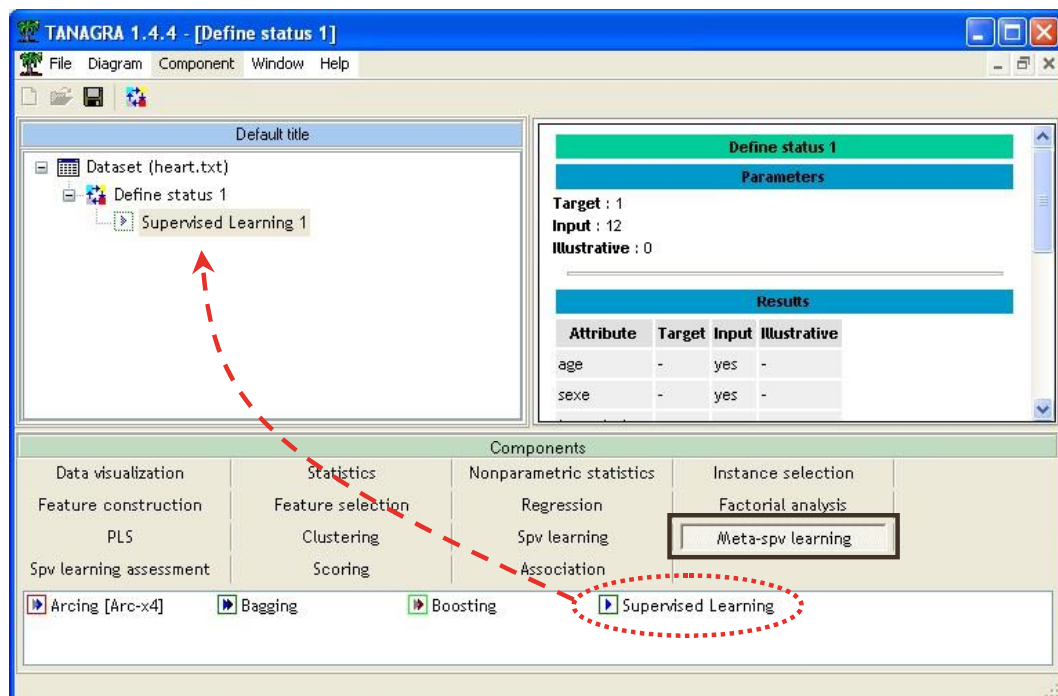 TANAGRA 1.4.4 - [Define status 1]
File Diagram Component Window Help
Default title
Dataset (heart.txt)
Define status 1
Supervised Learning 1
Define status 1
Parameters
Target : 1
Input : 12
Illustrative : 0
Results
Attribute Target Input Illustrative
age - yes -
sexe - yes -
Components
Data visualization Statistics Nonparametric statistics Instance selection
Feature construction Feature selection Regression Factorial analysis
PLS Clustering Spv learning Meta-spv learning
Spv learning assessment Scoring Association
Arcing [Arc-x4] Bagging Boosting Supervised Learning